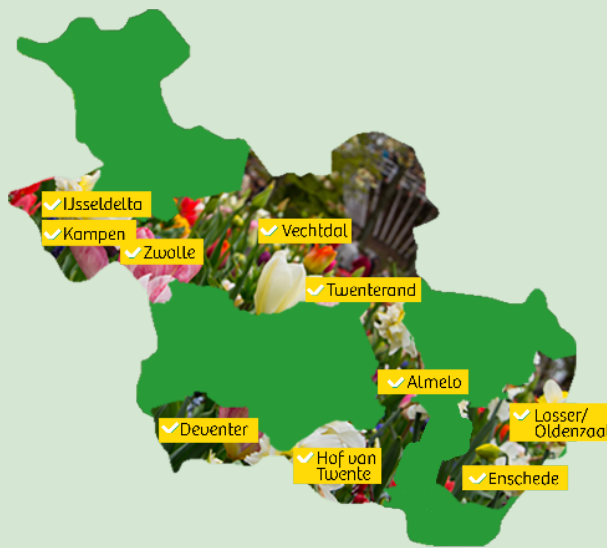 IJsseldelta
Kampen
Zwolle
Vechtdal
Twenterand
Almelo
Deventer
Losser/
Oldenzaal
Hof van
Twente
Enschede